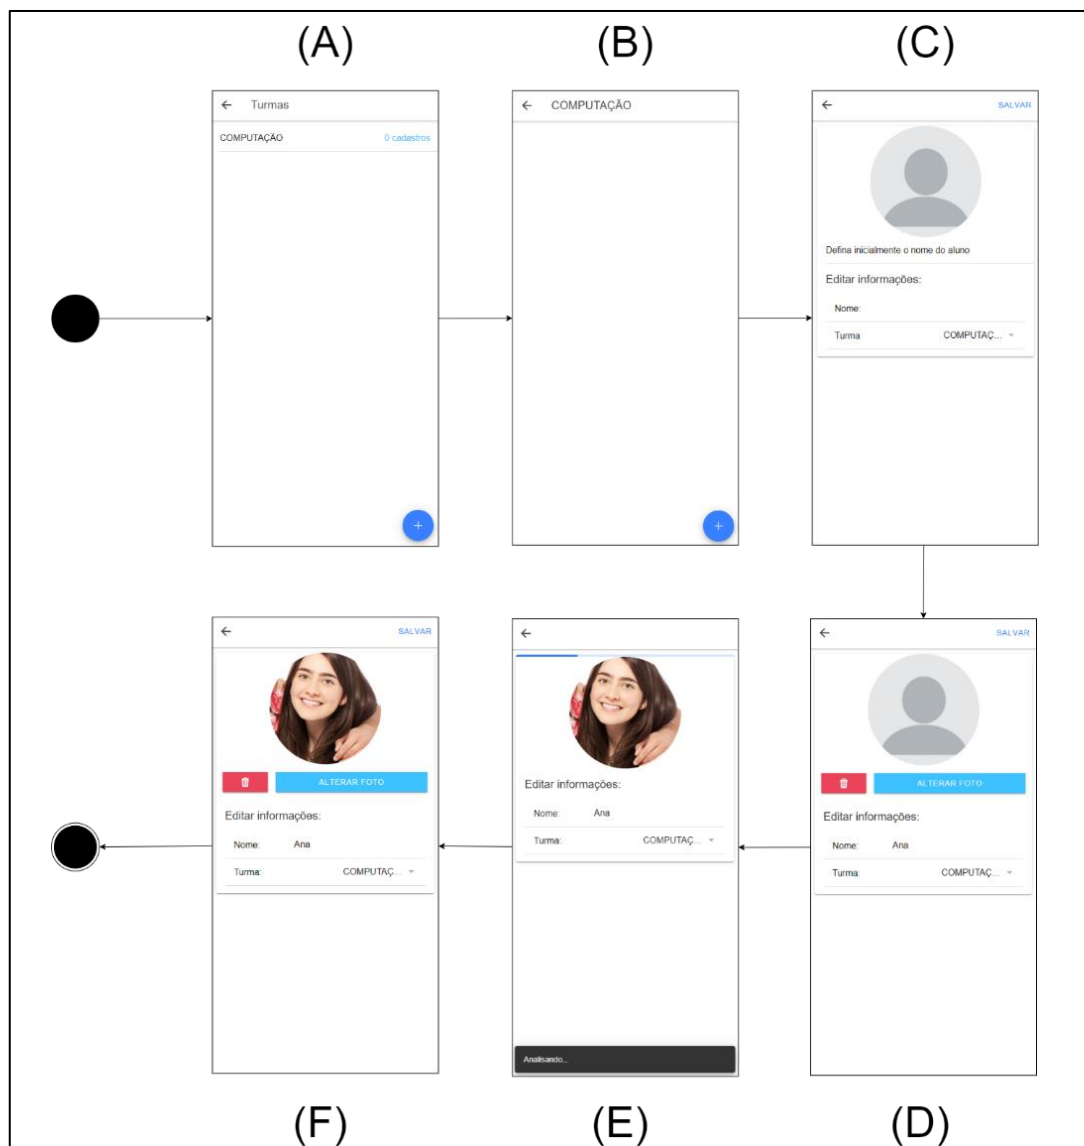 (A)
(B)
(C)
← Turmas
COMPUTAÇÃO 0 cadastros
+
← COMPUTAÇÃO
+
← SALVAR
Defina inicialmente o nome do aluno
Editar informações:
Nome:
Turma: COMPUTAÇ...
← SALVAR
ALTERAR FOTO
Editar informações:
Nome: Ana
Turma: COMPUTAÇ...
←
Editar informações:
Nome: Ana
Turma: COMPUTAÇ...
Analisando...
← SALVAR
ALTERAR FOTO
Editar informações:
Nome: Ana
Turma: COMPUTAÇ...
(F)
(E)
(D)